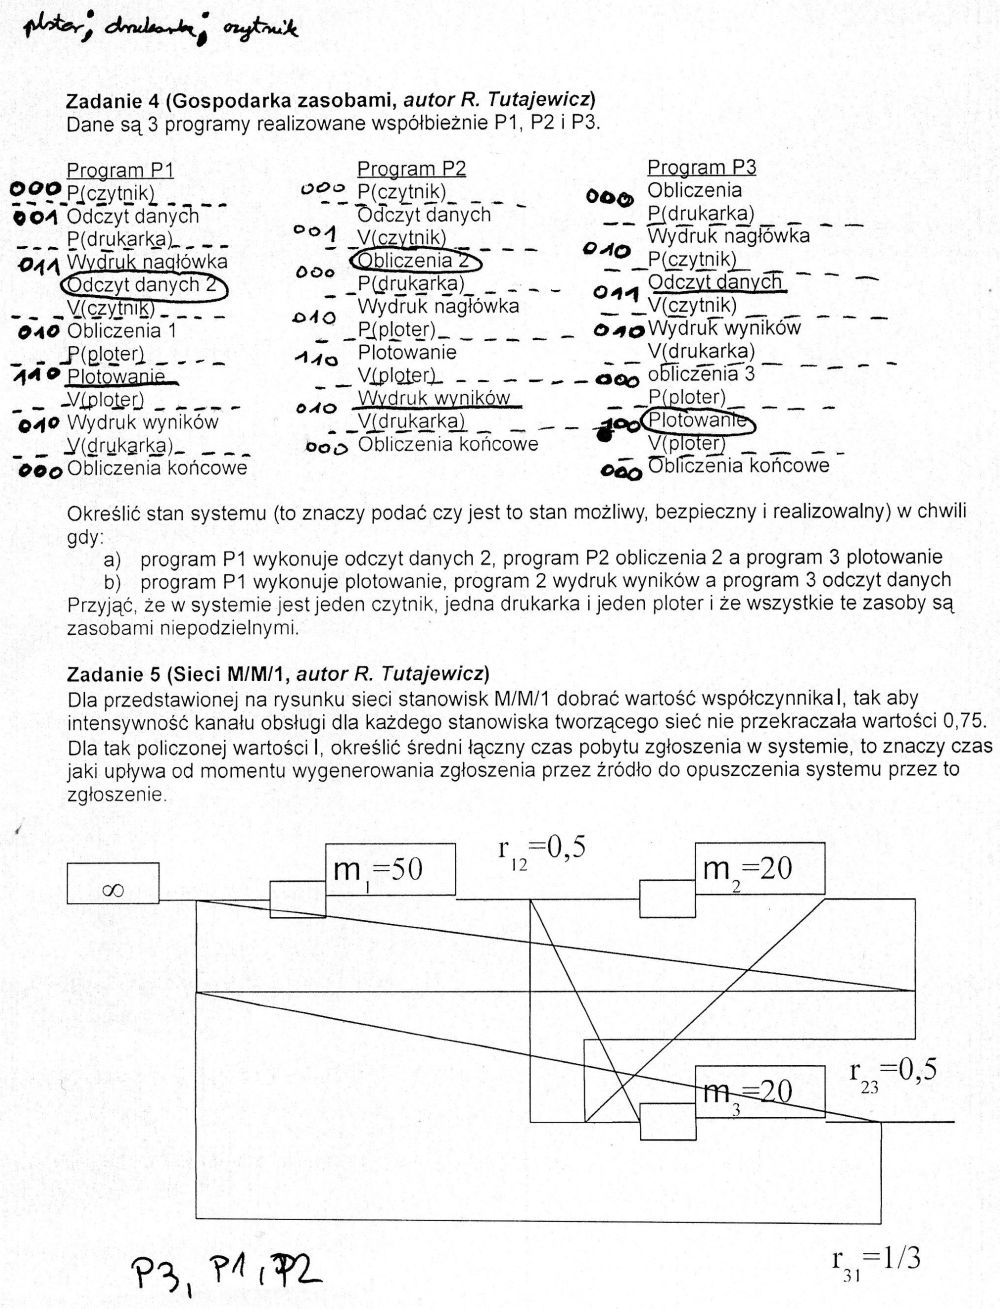 ploter; drukarka; czytnik
Zadanie 4 (Gospodarka zasobami, autor R. Tutajewicz)
Dane są 3 programy realizowane współbieżnie P1, P2 i P3.
Program P1
000 P(czytnik)
001 Odczyt danych
P(drukarka)
011 Wydruk nagłówka
Odczyt danych 2
V(czytnik)
010 Obliczenia 1
P(ploter)
110 Plotowanie
V(ploter)
010 Wydruk wyników
V(drukarka)
000 Obliczenia końcowe
Program P2
000 P(czytnik)
Odczyt danych
001 V(czytnik)
Obliczenia 2
000 P(drukarka)
Wydruk nagłówka
010 P(ploter)
110 Plotowanie
V(ploter)
010 Wydruk wyników
V(drukarka)
000 Obliczenia końcowe
Program P3
000 Obliczenia
P(drukarka)
Wydruk nagłówka
010 P(czytnik)
Odczyt danych
011 V(czytnik)
010 Wydruk wyników
V(drukarka)
000 obliczenia 3
P(ploter)
100 Plotowanie
V(ploter)
000 Obliczenia końcowe
Określić stan systemu (to znaczy podać czy jest to stan możliwy, bezpieczny i realizowalny) w chwili
gdy:
a) program P1 wykonuje odczyt danych 2, program P2 obliczenia 2 a program 3 plotowanie
b) program P1 wykonuje plotowanie, program 2 wydruk wyników a program 3 odczyt danych
Przyjąć, że w systemie jest jeden czytnik, jedna drukarka i jeden ploter i że wszystkie te zasoby są
zasobami niepodzielnymi.
Zadanie 5 (Sieci M/M/1, autor R. Tutajewicz)
Dla przedstawionej na rysunku sieci stanowisk M/M/1 dobrać wartość współczynnika l, tak aby
intensywność kanału obsługi dla każdego stanowiska tworzącego sieć nie przekraczała wartości 0,75.
Dla tak policzonej wartości l, określić średni łączny czas pobytu zgłoszenia w systemie, to znaczy czas
jaki upływa od momentu wygenerowania zgłoszenia przez źródło do opuszczenia systemu przez to
zgłoszenie.
∞
m1=50
r12=0,5
m2=20
m3=20
r23=0,5
r31=1/3
P3, P1, P2